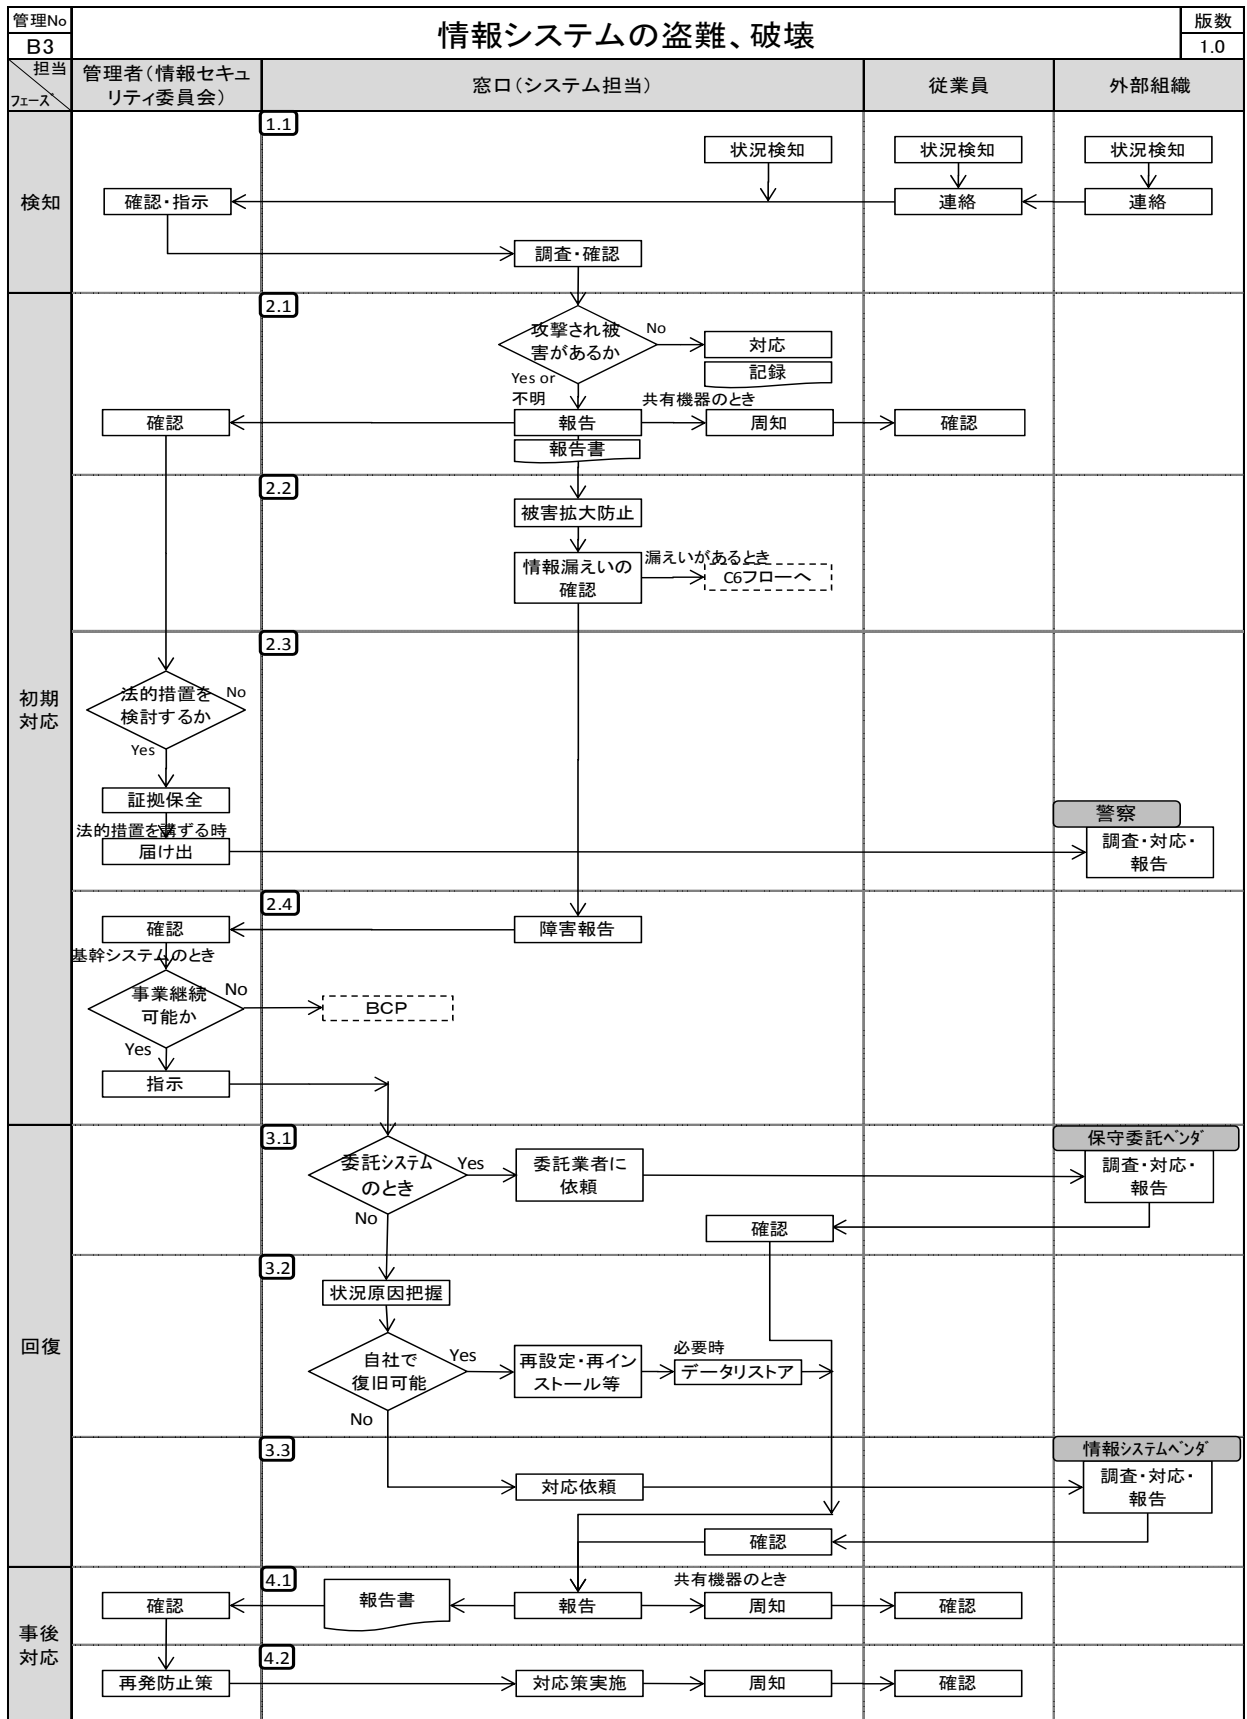 管理No
B3
情報システムの盗難、破壊
版数
1.0
担当
フェーズ
管理者(情報セキュ
リティ委員会)
窓口(システム担当)
従業員
外部組織
検知
1.1
状況検知
状況検知
状況検知
確認・指示
連絡
連絡
調査・確認
初期
対応
2.1
攻撃され被
害があるか
No
対応
記録
Yes or
不明
共有機器のとき
確認
報告
周知
確認
報告書
2.2
被害拡大防止
情報漏えいの
確認
漏えいがあるとき
C6フローへ
2.3
法的措置を
検討するか
No
Yes
証拠保全
法的措置を講ずる時
届け出
警察
調査・対応・
報告
2.4
確認
障害報告
基幹システムのとき
事業継続
可能か
No
BCP
Yes
指示
回復
3.1
委託システム
のとき
Yes
委託業者に
依頼
保守委託ベンダ
調査・対応・
報告
No
確認
3.2
状況原因把握
自社で
復旧可能
Yes
再設定・再イン
ストール等
必要時
データリストア
No
3.3
対応依頼
情報システムベンダ
調査・対応・
報告
確認
事後
対応
4.1
確認
報告書
報告
共有機器のとき
周知
確認
4.2
再発防止策
対応策実施
周知
確認